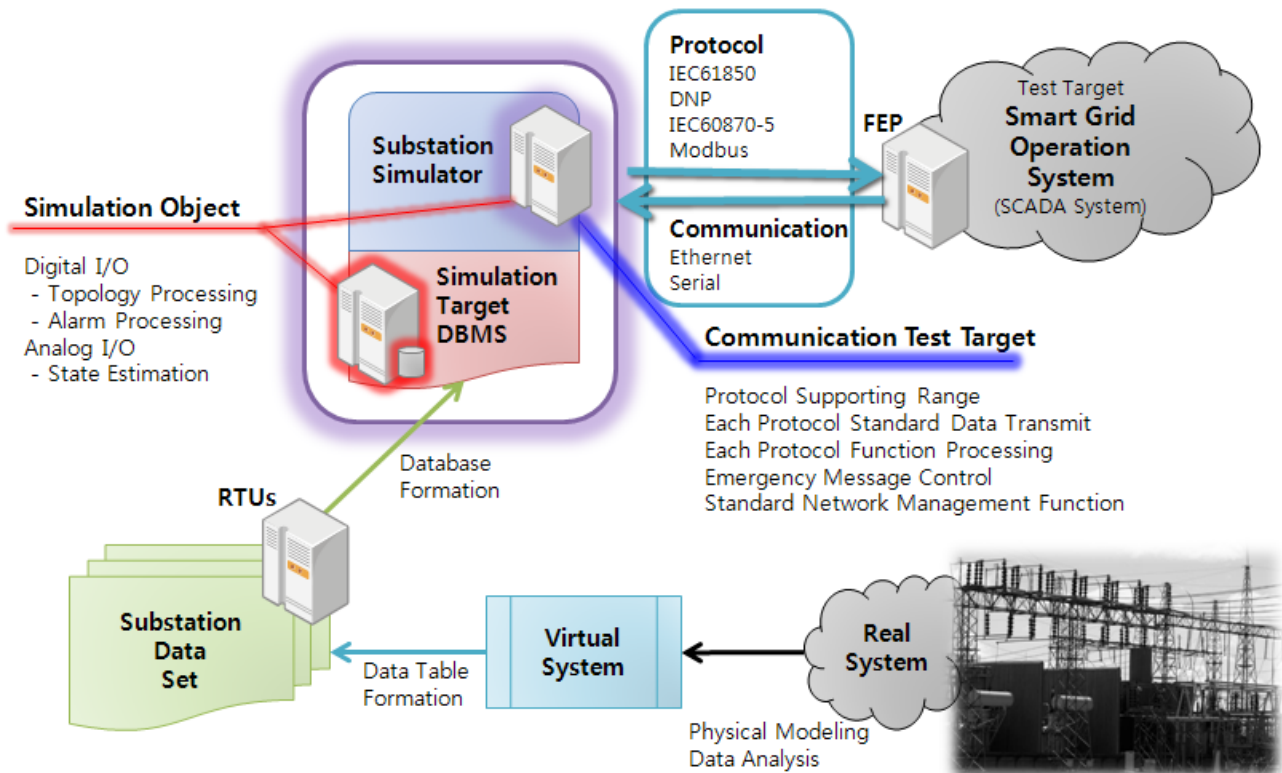 Protocol
IEC61850
DNP
IEC60870-5
Modbus
FEP
Test Target
Smart Grid
Operation
System
(SCADA System)
Substation
Simulator
Simulation Object
Digital I/O
- Topology Processing
- Alarm Processing
Analog I/O
- State Estimation
Simulation
Target
DBMS
Communication
Ethernet
Serial
Communication Test Target
Protocol Supporting Range
Each Protocol Standard Data Transmit
Each Protocol Function Processing
Emergency Message Control
Standard Network Management Function
Database
Formation
RTUs
Substation
Data
Set
Data Table
Formation
Virtual
System
Real
System
Physical Modeling
Data Analysis